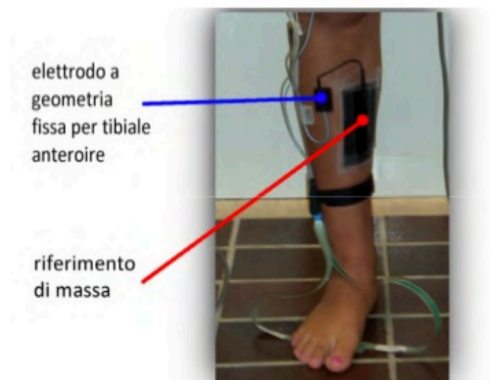 elettrodo a
geometria
fissa per tibiale
anteroire
riferimento
di massa